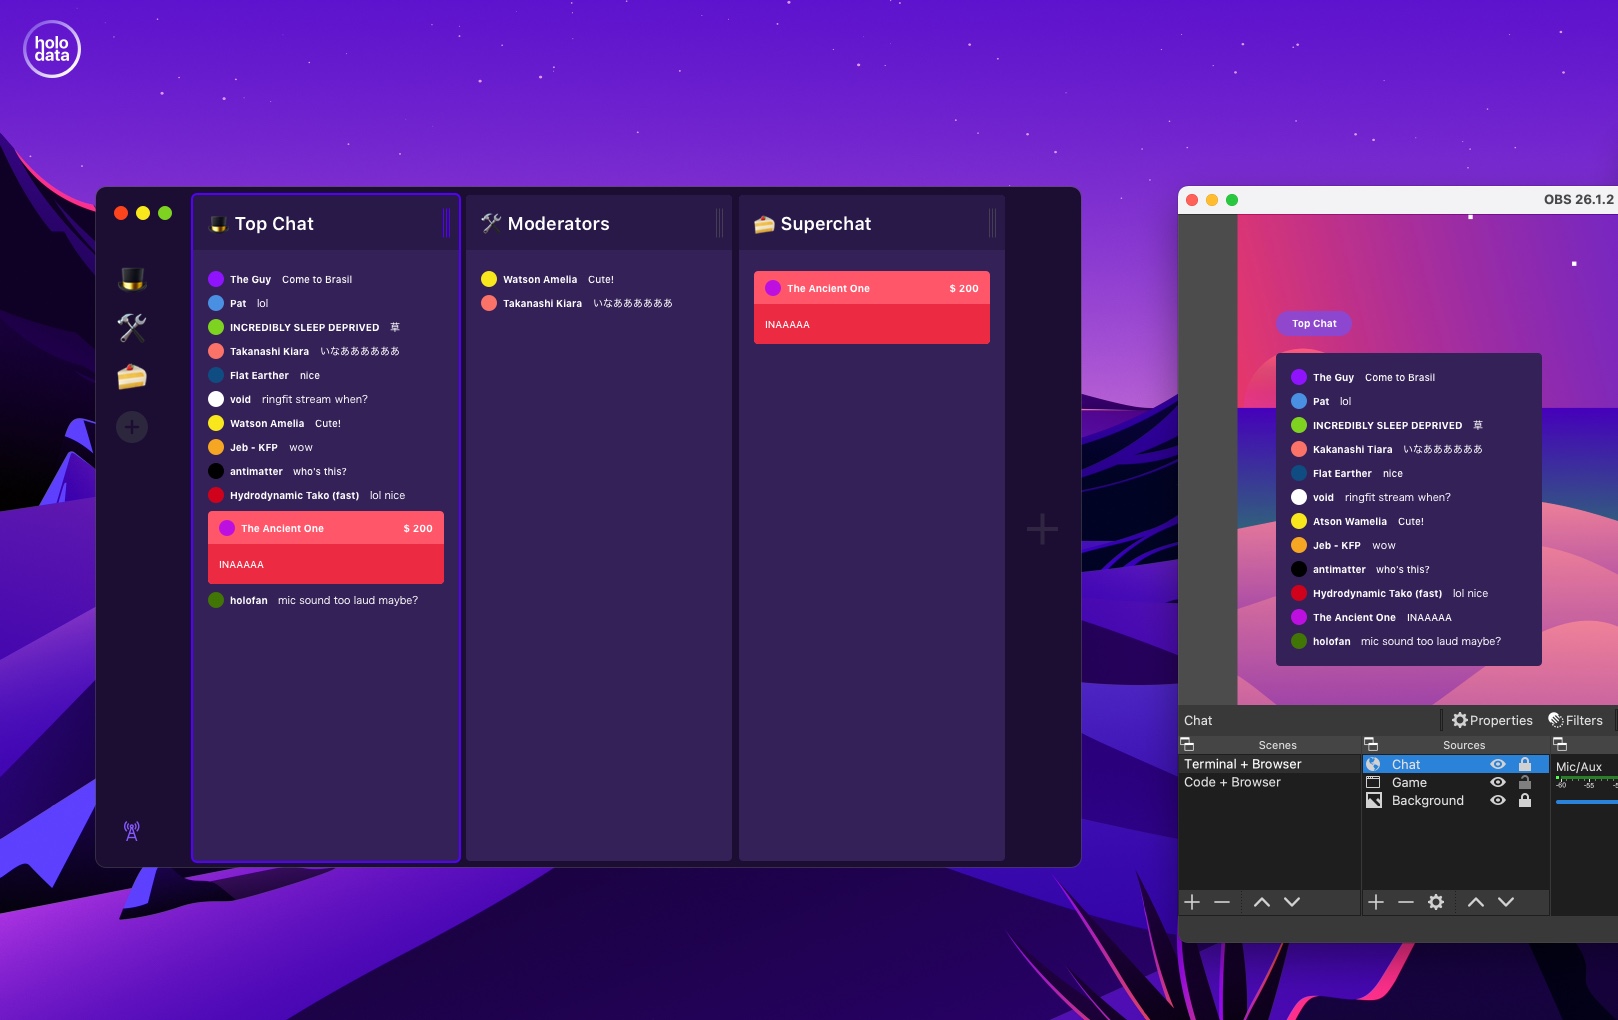 holo
data
Top Chat
The Guy Come to Brasil
Pat lol
INCREDIBLY SLEEP DEPRIVED 草
Takanashi Kiara いなああああああ
Flat Earther nice
void ringfit stream when?
Watson Amelia Cute!
Jeb - KFP wow
antimatter who's this?
Hydrodynamic Tako (fast) lol nice
The Ancient One $ 200
INAAAAA
holofan mic sound too laud maybe?
Moderators
Watson Amelia Cute!
Takanashi Kiara いなああああああ
Superchat
The Ancient One $ 200
INAAAAA
OBS 26.1.2
Top Chat
The Guy Come to Brasil
Pat lol
INCREDIBLY SLEEP DEPRIVED 草
Kakanashi Tiara いなああああああ
Flat Earther nice
void ringfit stream when?
Atson Wamelia Cute!
Jeb - KFP wow
antimatter who's this?
Hydrodynamic Tako (fast) lol nice
The Ancient One INAAAAA
holofan mic sound too laud maybe?
Chat Properties Filters
Scenes
Terminal + Browser
Code + Browser
Sources
Chat
Game
Background
Mic/Aux
-60 -55